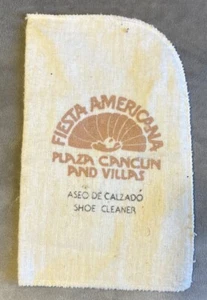 FIESTA AMERICANA
PLAZA CANCUN
AND VILLAS
ASEO DE CALZADO
SHOE CLEANER